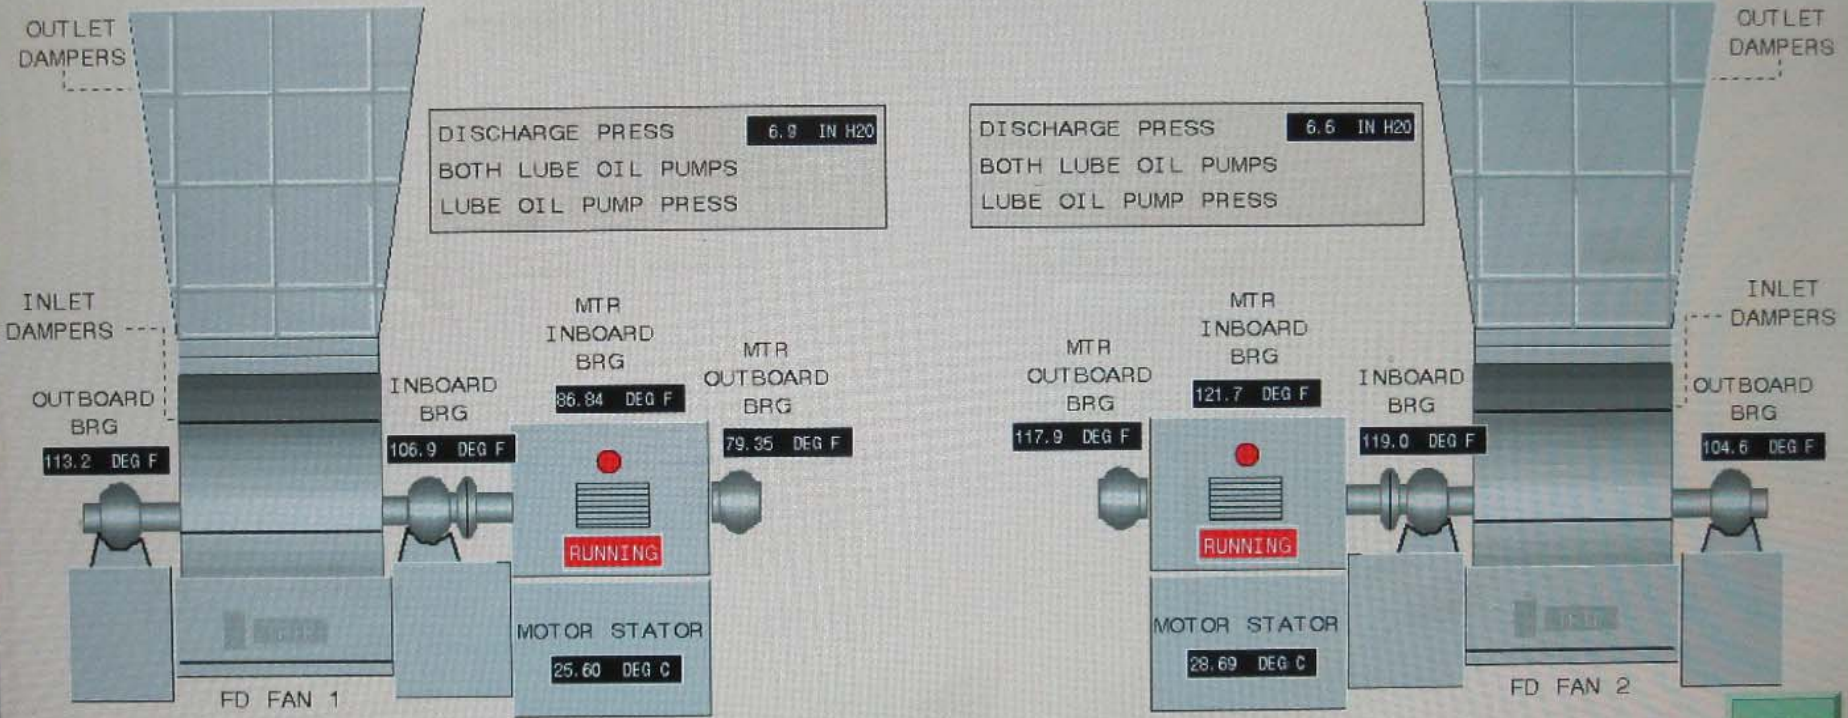 OUTLET
DAMPERS
DISCHARGE PRESS 6.9 IN H2O
BOTH LUBE OIL PUMPS
LUBE OIL PUMP PRESS
INLET
DAMPERS
OUTBOARD
BRG
113.2 DEG F
INBOARD
BRG
106.9 DEG F
MTR
INBOARD
BRG
86.84 DEG F
MTR
OUTBOARD
BRG
79.35 DEG F
RUNNING
MOTOR STATOR
25.60 DEG C
FD FAN 1
OUTLET
DAMPERS
DISCHARGE PRESS 6.6 IN H2O
BOTH LUBE OIL PUMPS
LUBE OIL PUMP PRESS
MTR
OUTBOARD
BRG
117.9 DEG F
MTR
INBOARD
BRG
121.7 DEG F
INBOARD
BRG
119.0 DEG F
INLET
DAMPERS
OUTBOARD
BRG
104.6 DEG F
RUNNING
MOTOR STATOR
28.69 DEG C
FD FAN 2